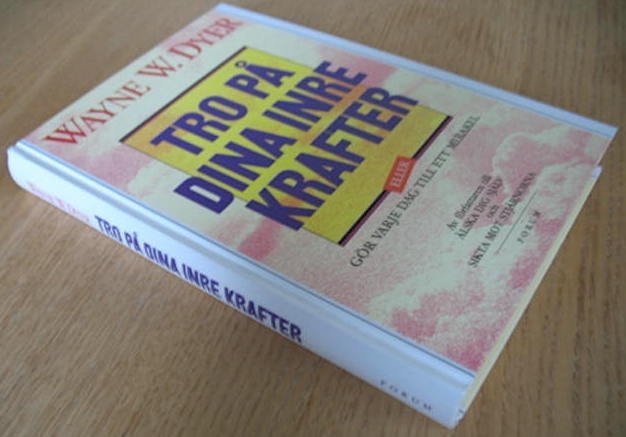 WAYNE W. DYER
TRO PÅ
DINA INRE
KRAFTER
ELLER
GÖR VARJE DAG TILL ETT MIRAKEL
Av författaren till
ÄLSKA DIG SJÄLV
och
SIKTA MOT STJÄRNORNA
FORUM
WAYNE W. DYER TRO PÅ DINA INRE KRAFTER
FORUM